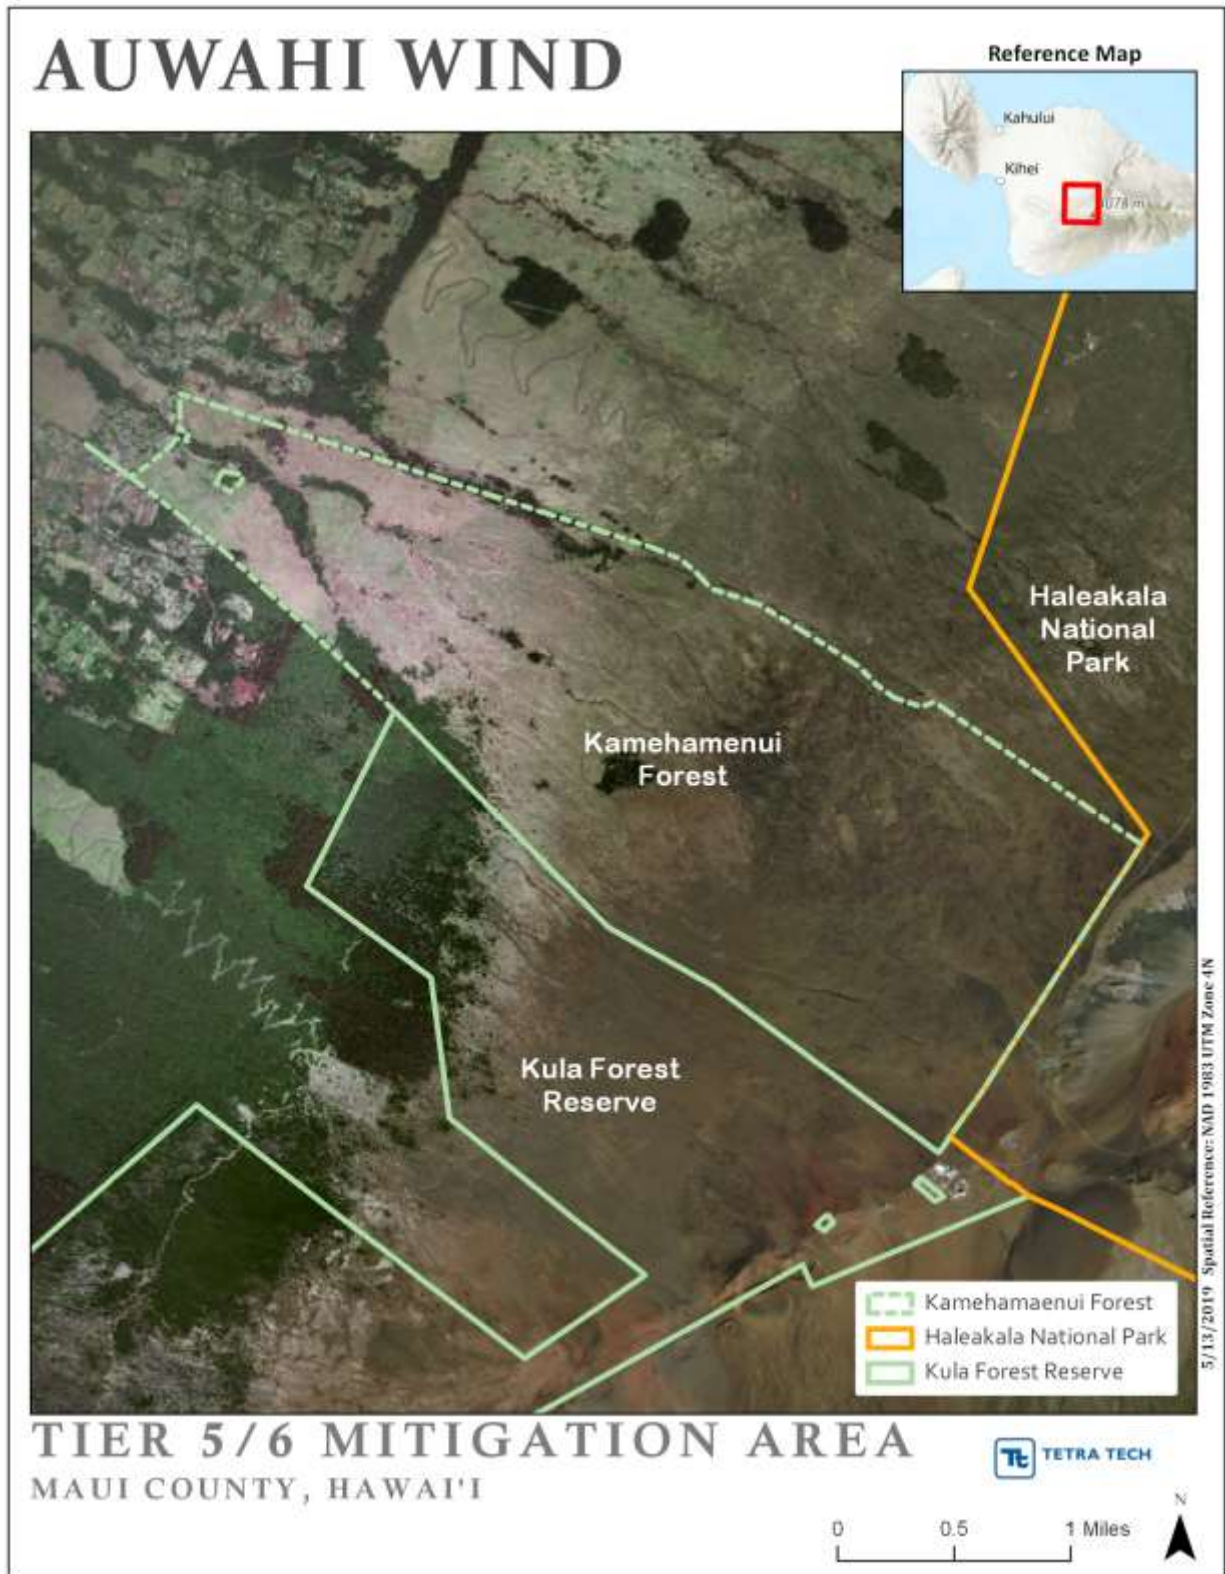 AUWAHI WIND
Reference Map
Kahului
Kihei
Haleakala
National
Park
Kamehamenui
Forest
Kula Forest
Reserve
Kamehamaenui Forest
Haleakala National Park
Kula Forest Reserve
5/13/2019 Spatial Reference: NAD 1983 UTM Zone 4N
TIER 5/6 MITIGATION AREA
MAUI COUNTY, HAWAI'I
Tt TETRA TECH
N
0 0.5 1 Miles